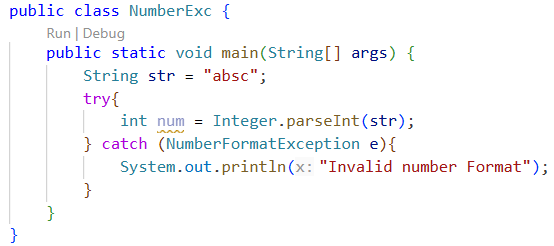 public class NumberExc {
Run | Debug
public static void main(String[] args) {
String str = "absc";
try{
int num = Integer.parseInt(str);
} catch (NumberFormatException e){
System.out.println(x: "Invalid number Format");
}
}
}